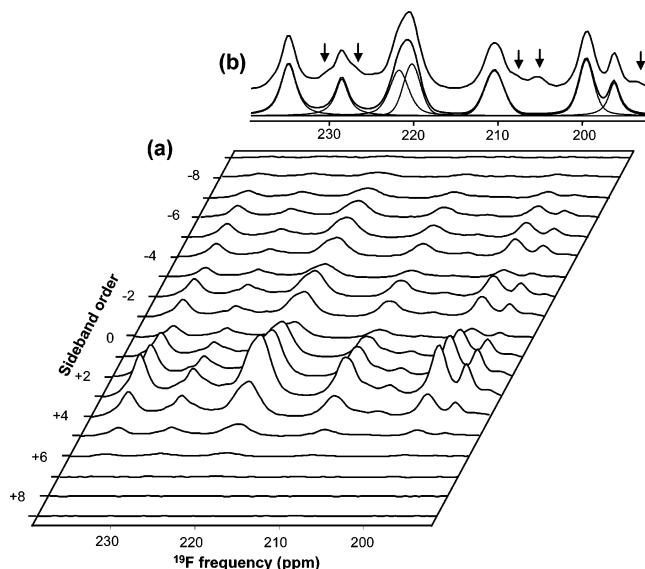 (b)
230 220 210 200
(a)
-8
-6
-4
-2
0
+2
+4
+6
+8
Sideband order
230 220 210 200
¹⁹F frequency (ppm)